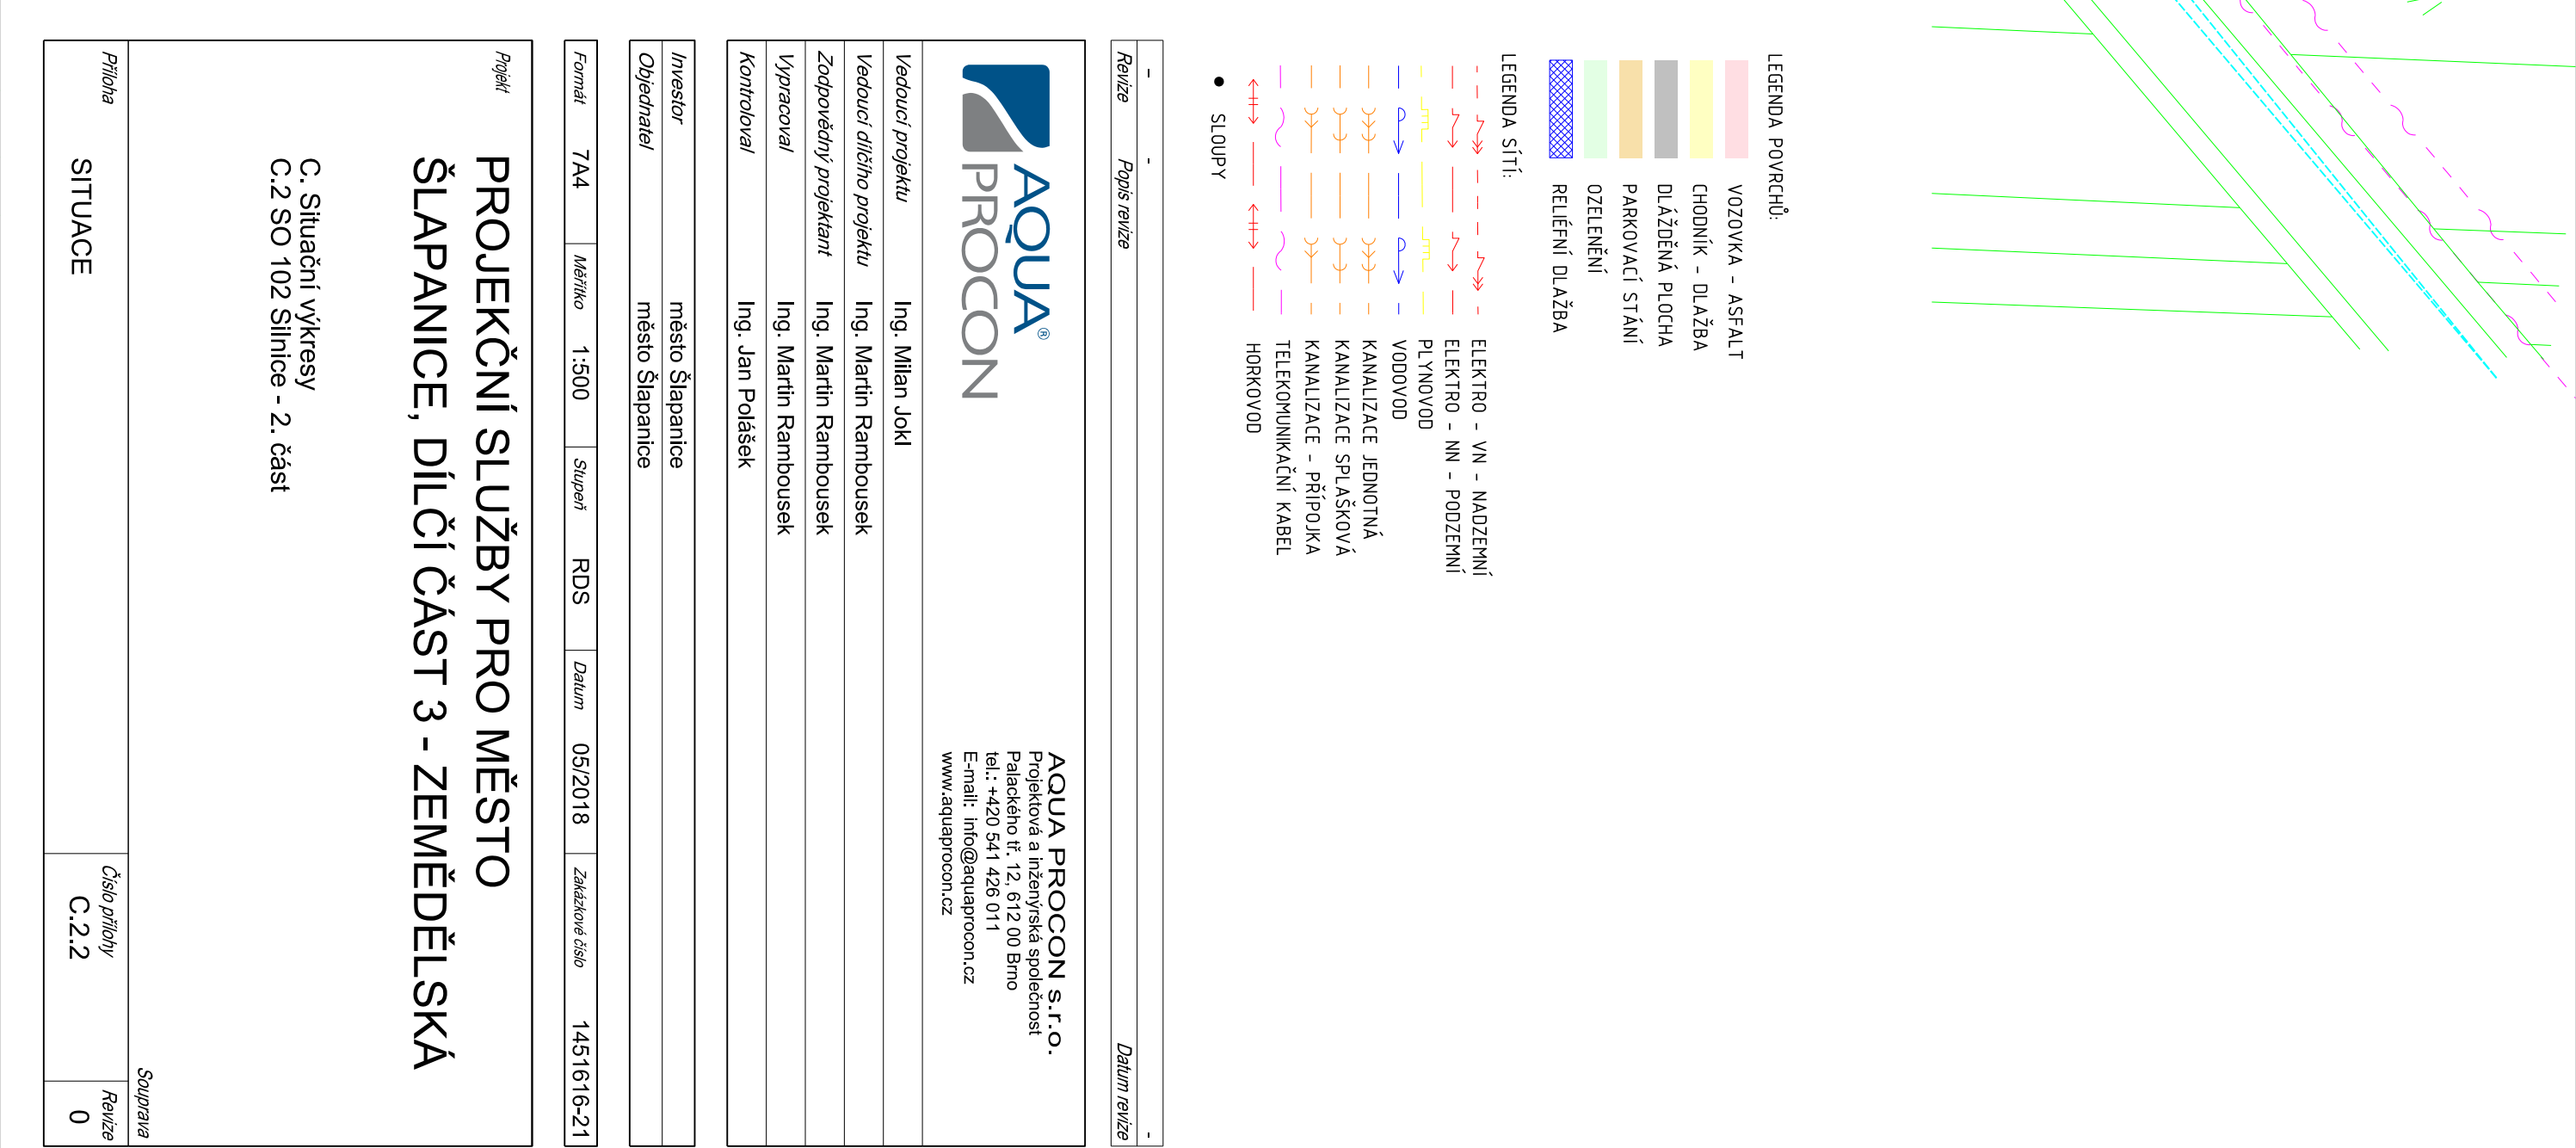 LEGENDA POVRCHŮ:
VOZOVKA - ASFALT
CHODNÍK - DLAŽBA
DLÁŽDĚNÁ PLOCHA
PARKOVACÍ STÁNÍ
OZELENĚNÍ
RELIÉFNÍ DLAŽBA
LEGENDA SÍTÍ:
ELEKTRO - VN - NADZEMNÍ
ELEKTRO - NN - PODZEMNÍ
PLYNOVOD
VODOVOD
KANALIZACE JEDNOTNÁ
KANALIZACE SPLAŠKOVÁ
KANALIZACE - PŘÍPOJKA
TELEKOMUNIKAČNÍ KABEL
HORKOVOD
SLOUPY
- - -
Revize Popis revize Datum revize
AQUA®
PROCON
AQUA PROCON s.r.o.
Projektová a inženýrská společnost
Palackého tř. 12, 612 00 Brno
tel.: +420 541 426 011
E-mail: info@aquaprocon.cz
www.aquaprocon.cz
Vedoucí projektu Ing. Milan Jokl
Vedoucí dílčího projektu Ing. Martin Rambousek
Zodpovědný projektant Ing. Martin Rambousek
Vypracoval Ing. Martin Rambousek
Kontroloval Ing. Jan Polášek
Investor město Šlapanice
Objednatel město Šlapanice
Formát 7A4 Měřítko 1:500 Stupeň RDS Datum 05/2018 Zakázkové číslo 1451616-21
Projekt
PROJEKČNÍ SLUŽBY PRO MĚSTO
ŠLAPANICE, DÍLČÍ ČÁST 3 - ZEMĚDĚLSKÁ
C. Situační výkresy
C.2 SO 102 Silnice - 2. část
Souprava
Příloha Číslo přílohy Revize
SITUACE C.2.2 0